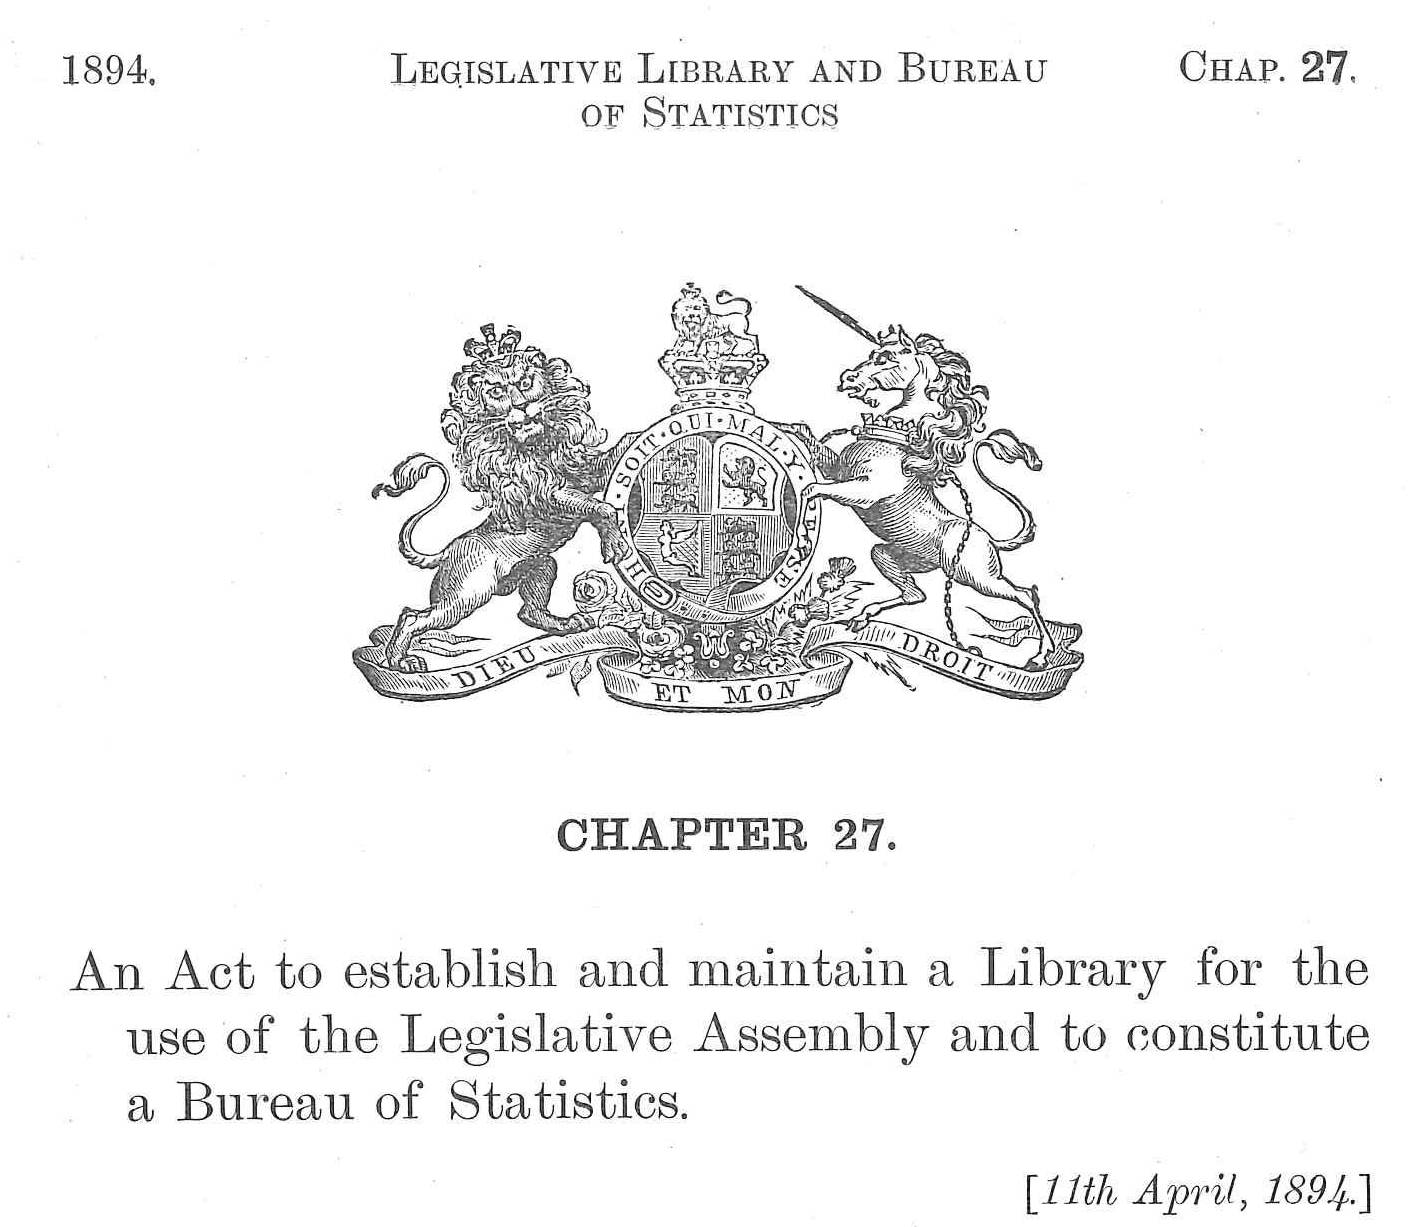 1894. LEGISLATIVE LIBRARY AND BUREAU CHAP. 27.
OF STATISTICS
SOIT · QUI · MAL · Y ·
DIEU ET MON DROIT
CHAPTER 27.
An Act to establish and maintain a Library for the
use of the Legislative Assembly and to constitute
a Bureau of Statistics.
[11th April, 1894.]